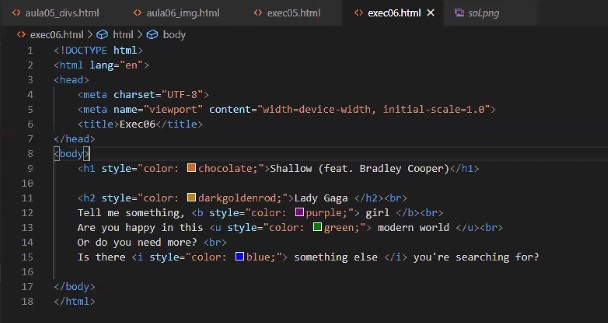 aula05_divs.html aula06_img.html exec05.html exec06.html sol.png
exec06.html > html > body
1 <!DOCTYPE html>
2 <html lang="en">
3 <head>
4 <meta charset="UTF-8">
5 <meta name="viewport" content="width=device-width, initial-scale=1.0">
6 <title>Exec06</title>
7 </head>
8 <body>
9 <h1 style="color: chocolate;">Shallow (feat. Bradley Cooper)</h1>
10
11 <h2 style="color: darkgoldenrod;">Lady Gaga </h2><br>
12 Tell me something, <b style="color: purple;"> girl </b><br>
13 Are you happy in this <u style="color: green;"> modern world </u><br>
14 Or do you need more? <br>
15 Is there <i style="color: blue;"> something else </i> you're searching for?
16
17 </body>
18 </html>